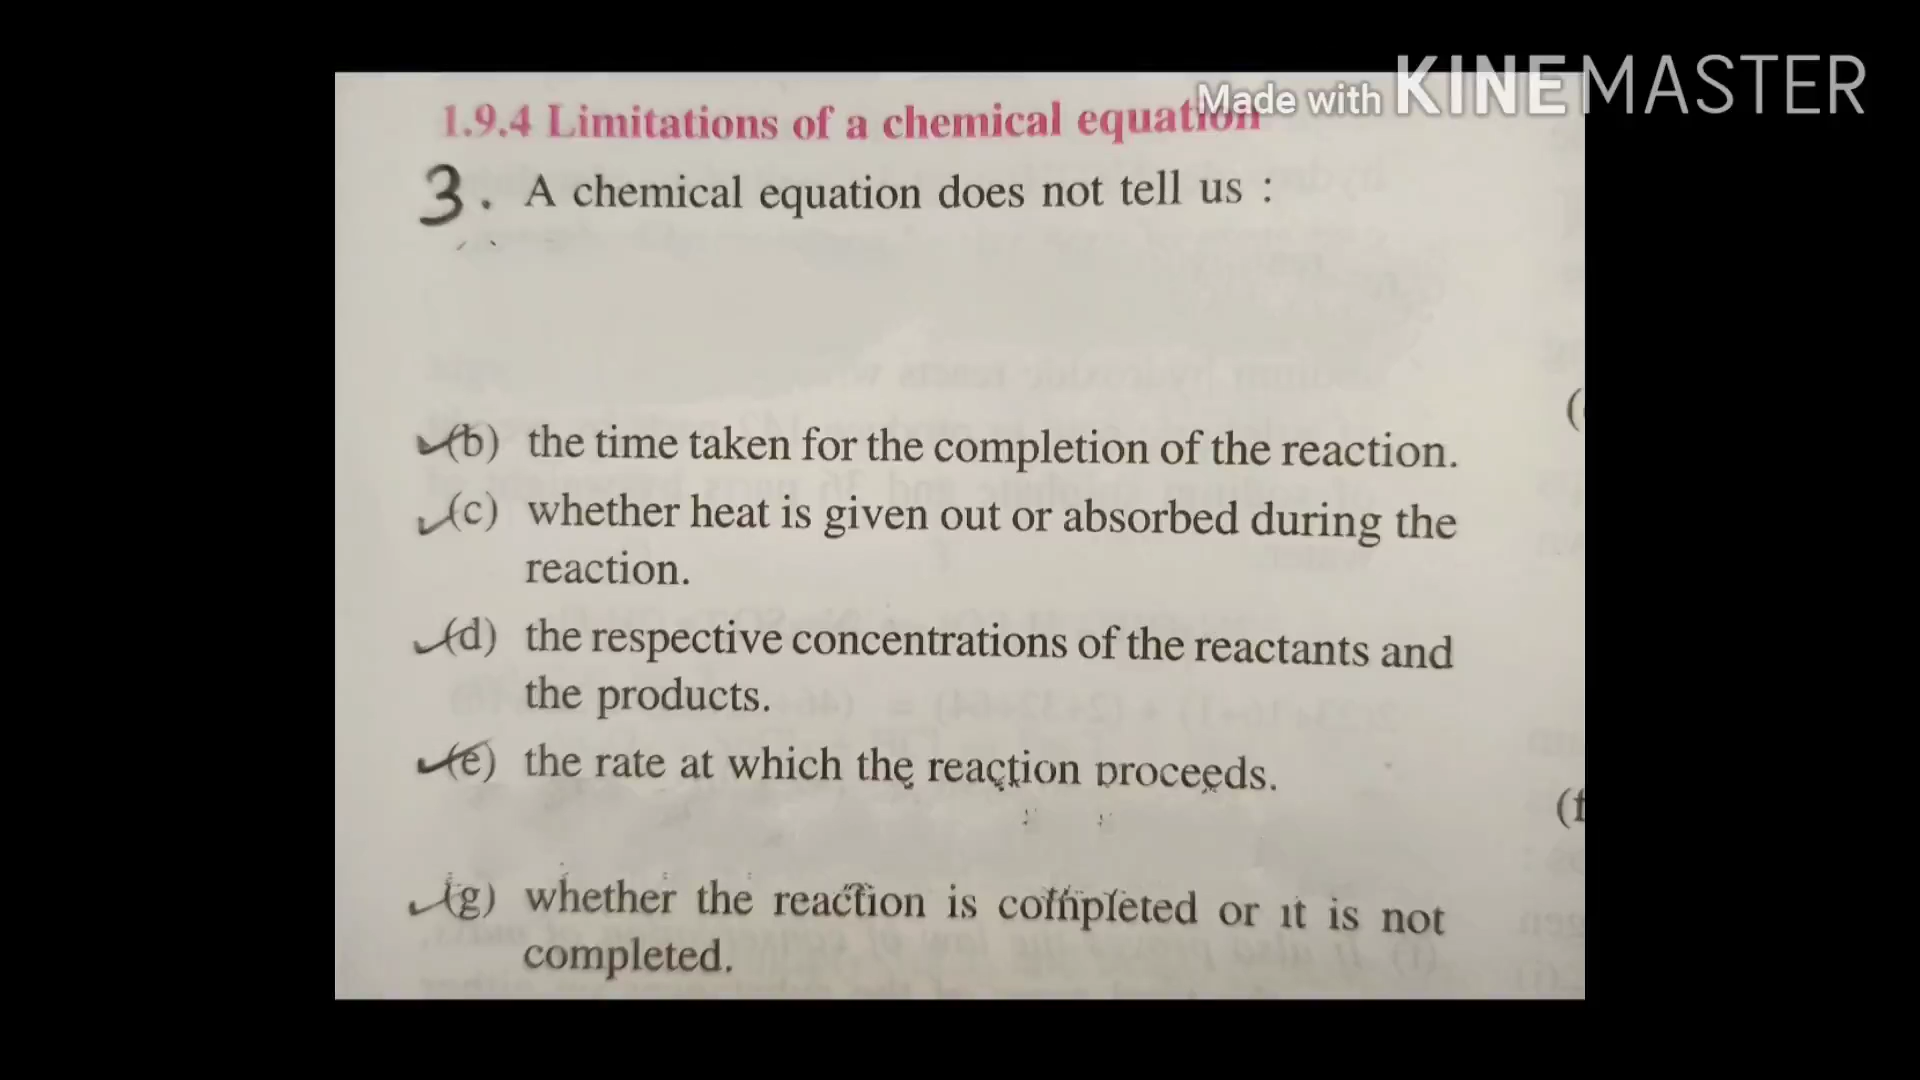 Made with KINEMASTER
1.9.4 Limitations of a chemical equation
3. A chemical equation does not tell us :
(b) the time taken for the completion of the reaction.
(c) whether heat is given out or absorbed during the
reaction.
(d) the respective concentrations of the reactants and
the products.
(e) the rate at which the reaction proceeds.
(g) whether the reaction is completed or it is not
completed.